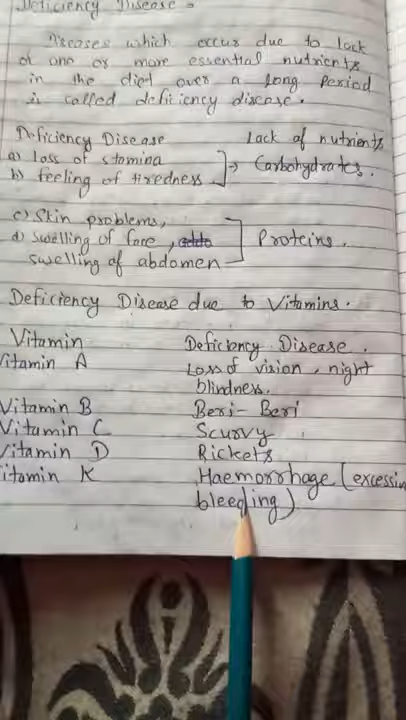 Deficiency Disease.
Diseases which occur due to lack
of one or more essential nutrients
in the diet over a long period
is called deficiency disease.
Deficiency Disease Lack of nutrients
a) loss of stamina
b) feeling of tiredness → Carbohydrates.
c) Skin problems,
d) swelling of face,
swelling of abdomen Proteins.
Deficiency Disease due to Vitamins.
Vitamin Deficiency Disease.
Vitamin A Loss of vision, night
blindness.
Vitamin B Beri-Beri
Vitamin C Scurvy
Vitamin D Rickets
Vitamin K Haemorrhage (excessin
bleeding)